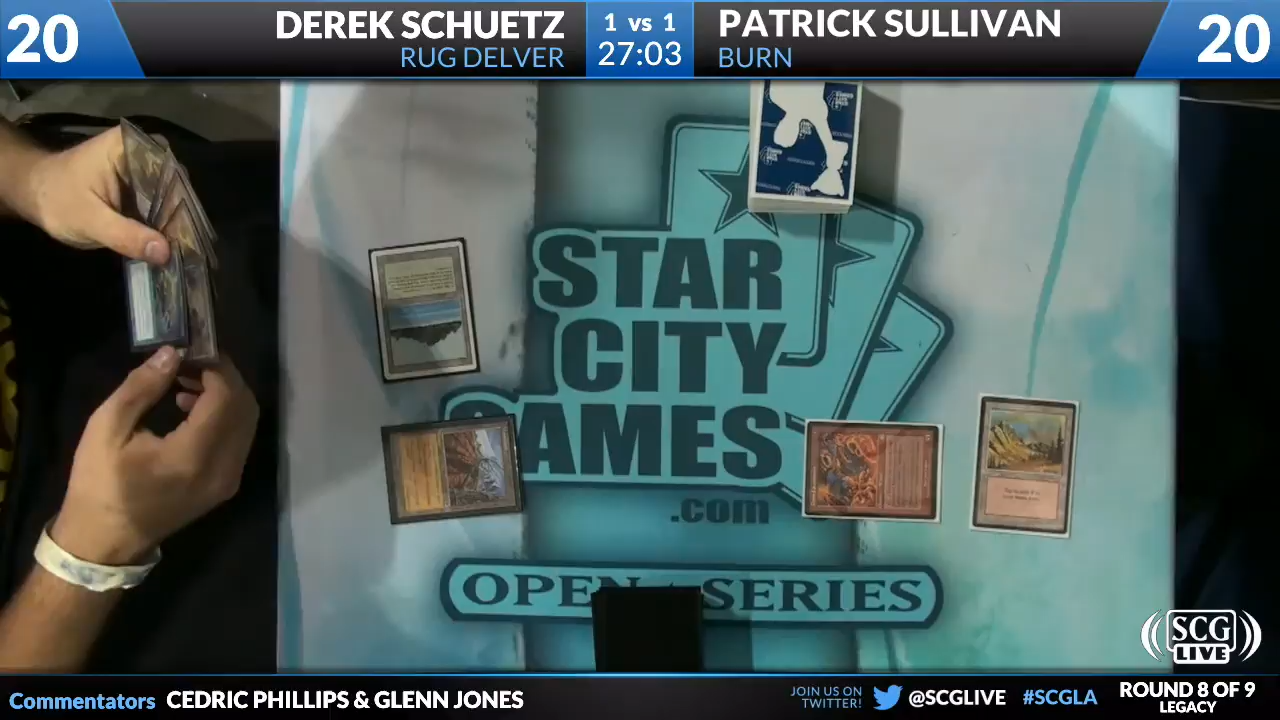 20
DEREK SCHUETZ
RUG DELVER
1 vs 1
27:03
PATRICK SULLIVAN
BURN
20
STAR
CITY
GAMES
.com
OPEN SERIES
SCG
LIVE
Commentators CEDRIC PHILLIPS & GLENN JONES
JOIN US ON
TWITTER!
@SCGLIVE #SCGLA
ROUND 8 OF 9
LEGACY